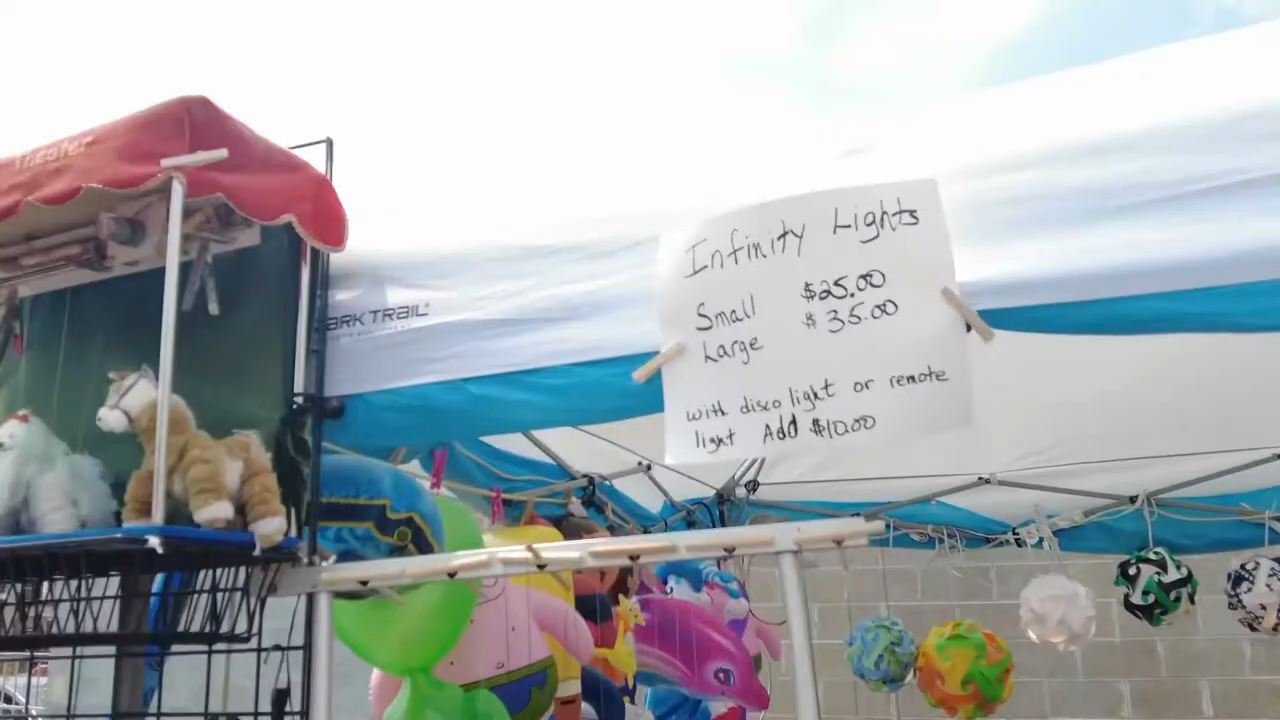 Theater
ARK TRAIL
Infinity Lights
Small $25.00
Large $35.00
with disco light or remote
light Add $10.00